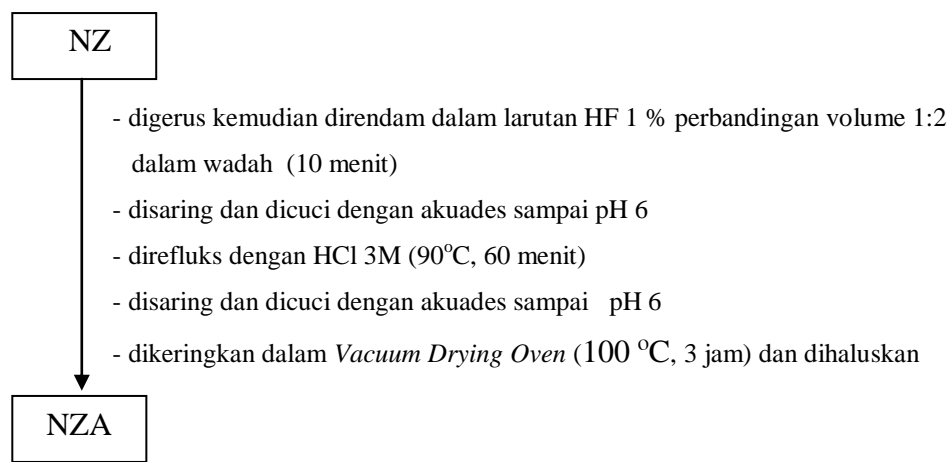 NZ
- digerus kemudian direndam dalam larutan HF 1 % perbandingan volume 1:2
dalam wadah (10 menit)
- disaring dan dicuci dengan akuades sampai pH 6
- direfluks dengan HCl 3M (90°C, 60 menit)
- disaring dan dicuci dengan akuades sampai pH 6
- dikeringkan dalam Vacuum Drying Oven (100 °C, 3 jam) dan dihaluskan
NZA